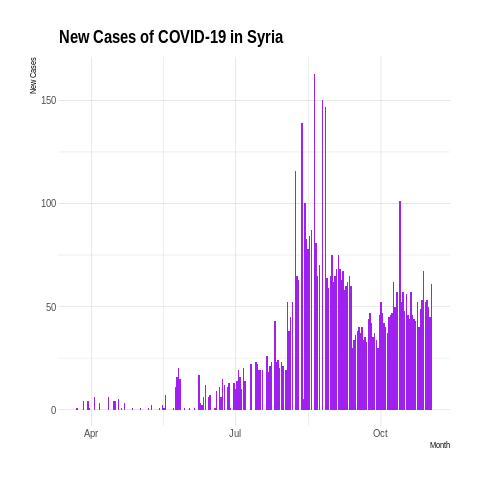 New Cases of COVID-19 in Syria
New Cases
150
100
50
0
Apr
Jul
Oct
Month